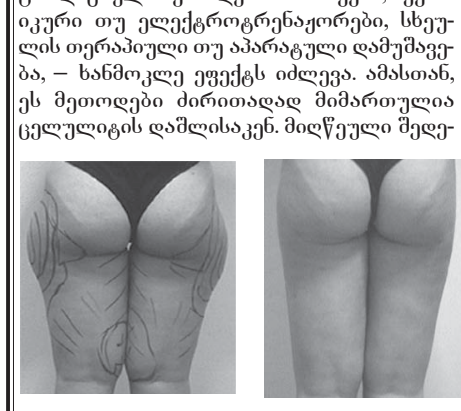 იკური თუ ელექტროტრენაჟორები, სხეუ-
ლის თერაპიული თუ აპარატული დამუშავე-
ბა, – ხანმოკლე ეფექტს იძლევა. ამასთან,
ეს მეთოდები ძირითადად მიმართულია
ცელულიტის დაშლისაკენ. მიღწეული შედე-